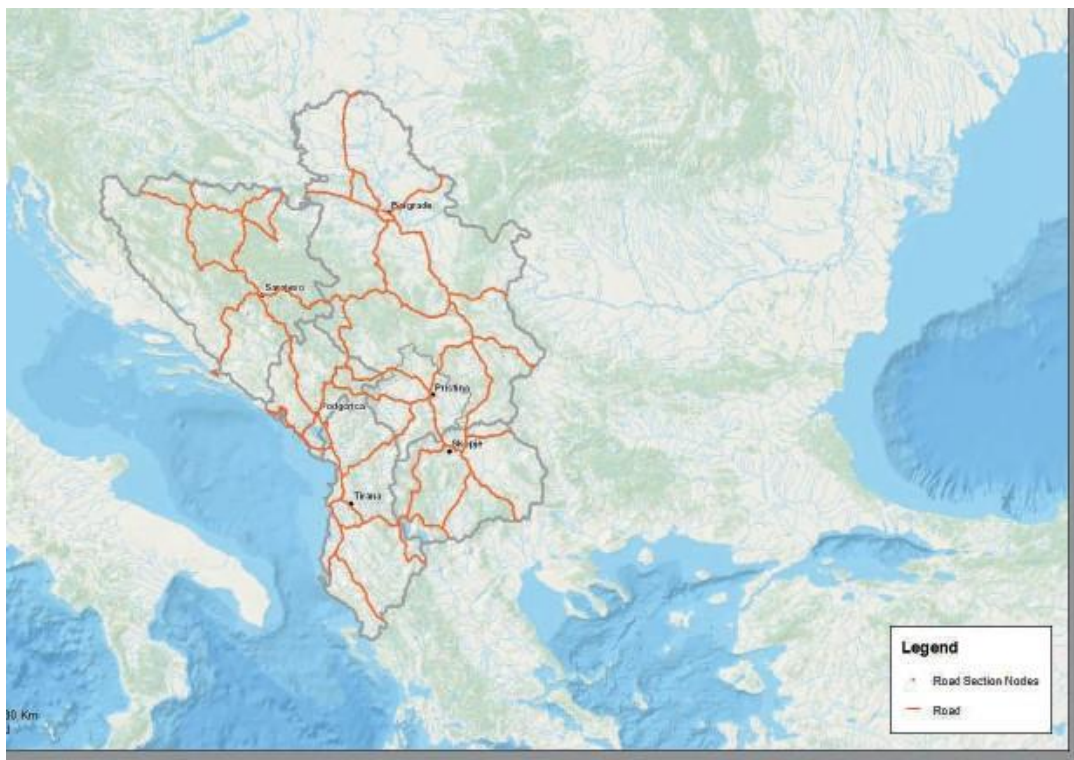 Belgrade
Sarajevo
Pristina
Podgorica
Skopje
Tirana
Legend
Road Section Nodes
Road
Km